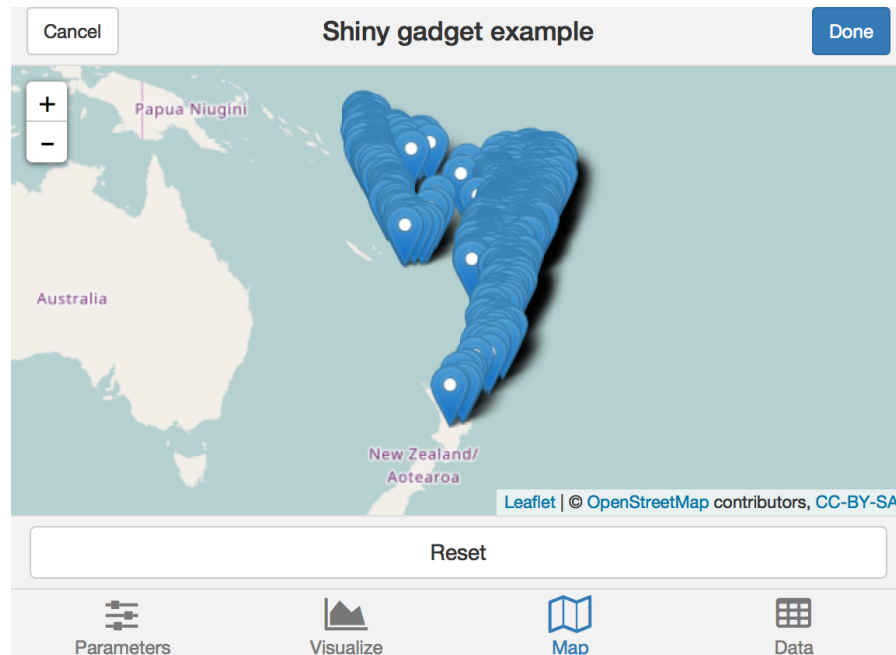 Cancel
Shiny gadget example
Done
+
-
Papua Niugini
Australia
New Zealand/
Aotearoa
Leaflet | © OpenStreetMap contributors, CC-BY-SA
Reset
Parameters
Visualize
Map
Data